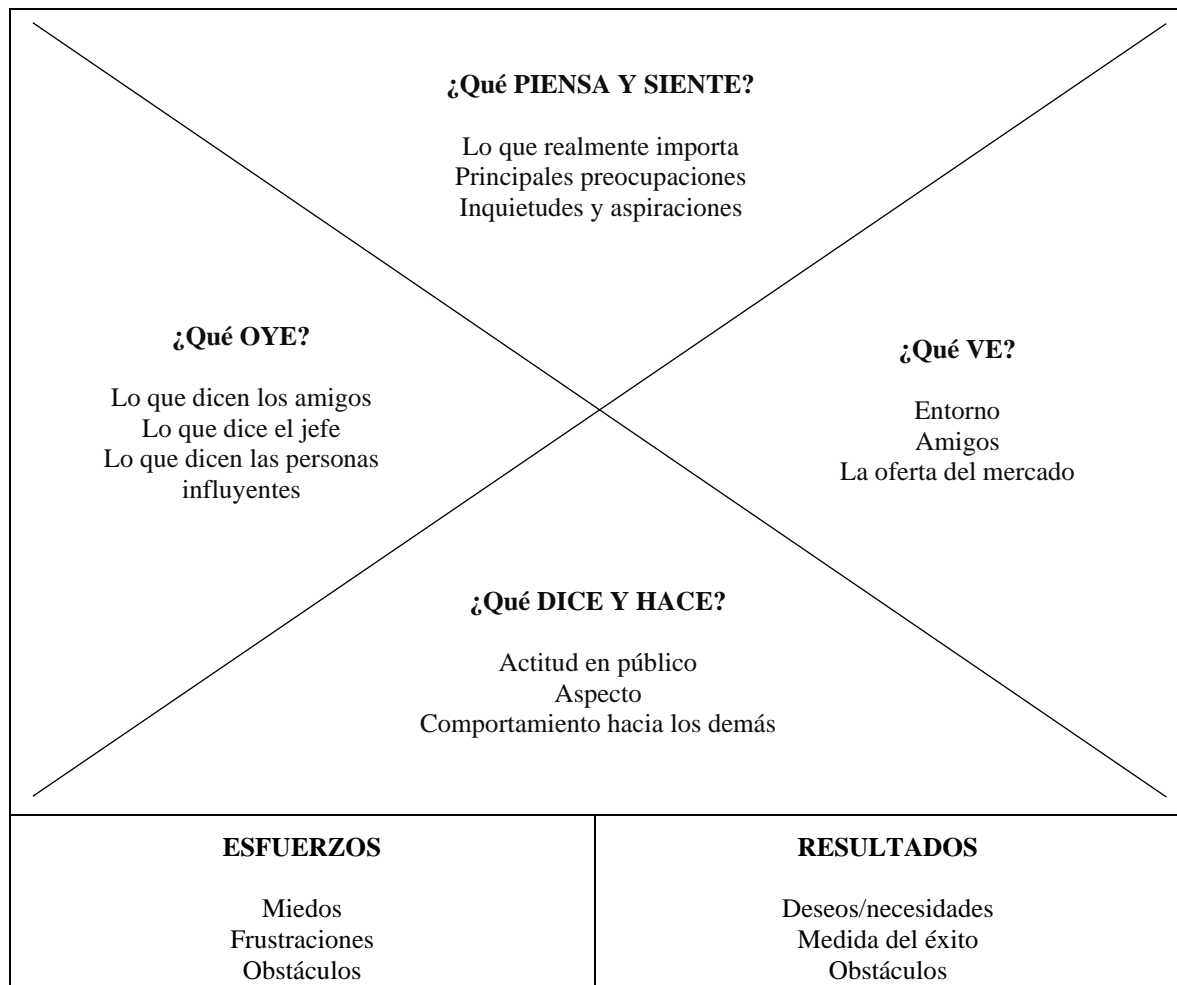 ¿Qué PIENSA Y SIENTE?
Lo que realmente importa
Principales preocupaciones
Inquietudes y aspiraciones
¿Qué OYE?
Lo que dicen los amigos
Lo que dice el jefe
Lo que dicen las personas
influyentes
¿Qué VE?
Entorno
Amigos
La oferta del mercado
¿Qué DICE Y HACE?
Actitud en público
Aspecto
Comportamiento hacia los demás
ESFUERZOS
Miedos
Frustraciones
Obstáculos
RESULTADOS
Deseos/necesidades
Medida del éxito
Obstáculos